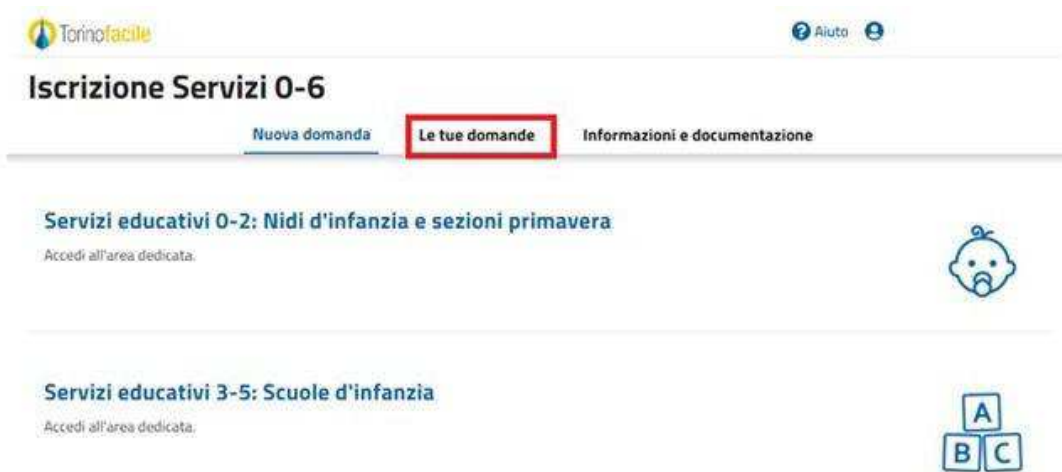 Torinofacile
Aiuto
Iscrizione Servizi 0-6
Nuova domanda Le tue domande Informazioni e documentazione
Servizi educativi 0-2: Nidi d'infanzia e sezioni primavera
Accedi all'area dedicata.
Servizi educativi 3-5: Scuole d'infanzia
Accedi all'area dedicata.
A
B C